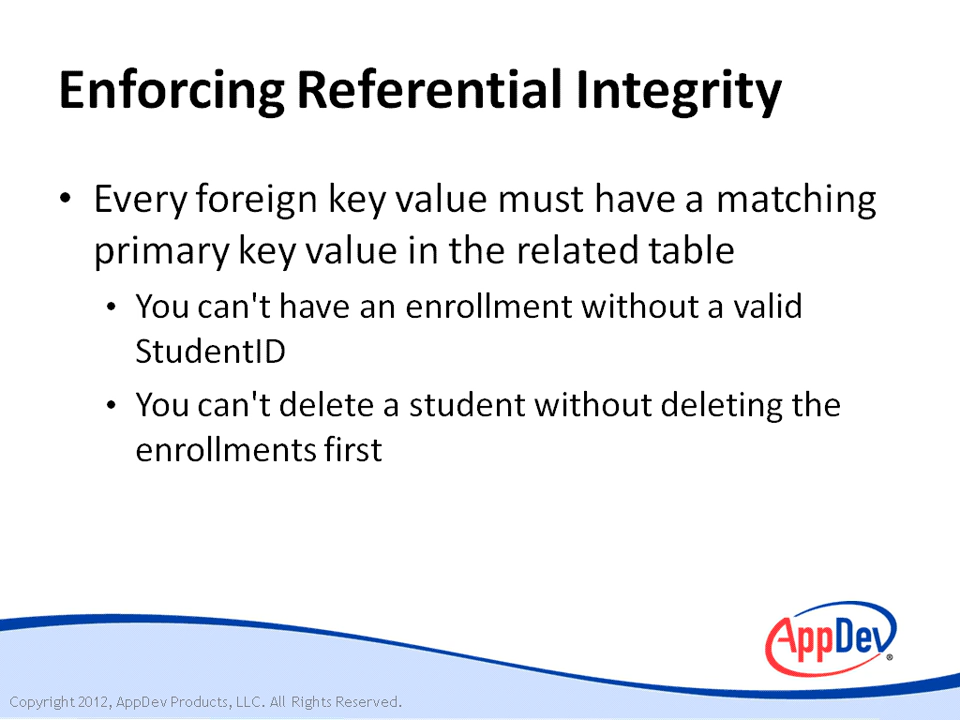 Enforcing Referential Integrity
• Every foreign key value must have a matching
primary key value in the related table
• You can't have an enrollment without a valid
StudentID
• You can't delete a student without deleting the
enrollments first
AppDev®
Copyright 2012, AppDev Products, LLC. All Rights Reserved.